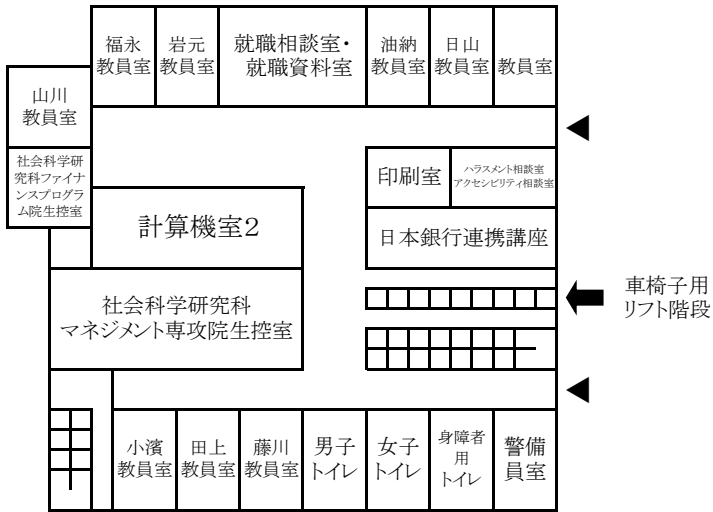 福永
教員室
岩元
教員室
就職相談室・
就職資料室
油納
教員室
日山
教員室
教員室
山川
教員室
社会科学研
究科ファイナ
ンスプログラ
ム院生控室
印刷室
ハラスメント相談室
アクセシビリティ相談室
計算機室2
日本銀行連携講座
社会科学研究科
マネジメント専攻院生控室
車椅子用
リフト階段
小濱
教員室
田上
教員室
藤川
教員室
男子
トイレ
女子
トイレ
身障者
用
トイレ
警備
員室